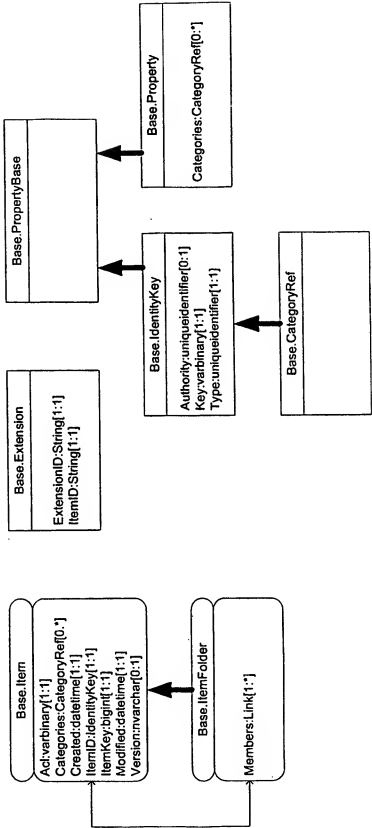 Base.Item
Acl:varbinary[1:1]
Categories:CategoryRef[0.*]
Created:datetime[1:1]
ItemID:IdentityKey[1:1]
ItemKey:bigint[1:1]
Modified:datetime[1:1]
Version:nvarchar[0:1]
Base.ItemFolder
Members:Link[1:*]
Base.Extension
ExtensionID:String[1:1]
ItemID:String[1:1]
Base.PropertyBase
Base.IdentityKey
Authority:uniqueidentifier[0:1]
Key:varbinary[1:1]
Type:uniqueidentifier[1:1]
Base.Property
Categories:CategoryRef[0:*]
Base.CategoryRef